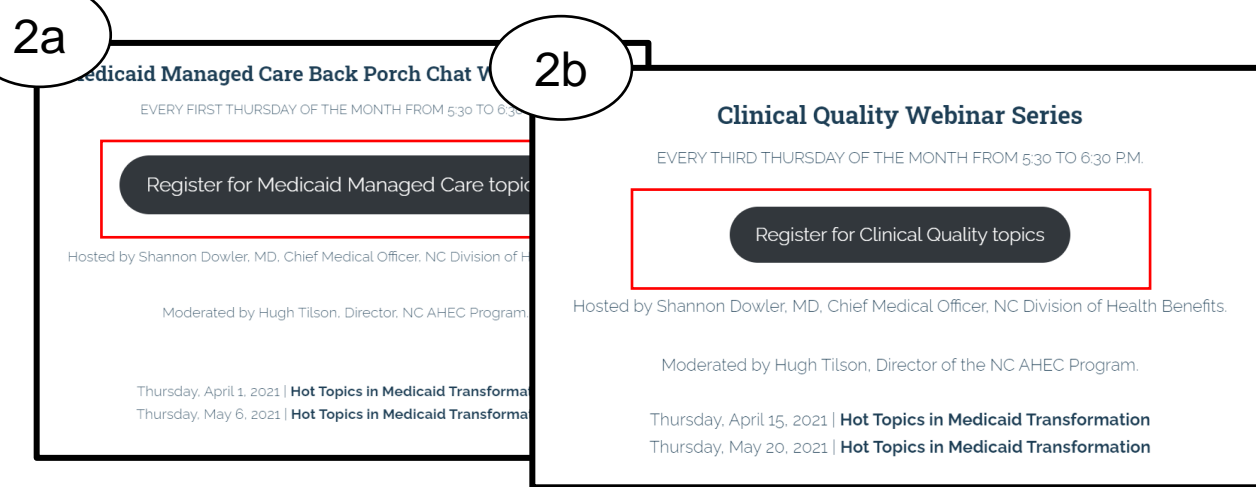 2a
Medicaid Managed Care Back Porch Chat
EVERY FIRST THURSDAY OF THE MONTH FROM 5:30 TO
Register for Medicaid Managed Care
Hosted by Shannon Dowler, MD, Chief Medical Officer, NC Division of
Moderated by Hugh Tilson, Director, NC AHEC Program.
Thursday, April 1, 2021 | Hot Topics in Medicaid
Thursday, May 6, 2021 | Hot Topics in Medicaid
2b
Clinical Quality Webinar Series
EVERY THIRD THURSDAY OF THE MONTH FROM 5:30 TO 6:30 P.M.
Register for Clinical Quality topics
Hosted by Shannon Dowler, MD, Chief Medical Officer, NC Division of Health Benefits.
Moderated by Hugh Tilson, Director of the NC AHEC Program.
Thursday, April 15, 2021 | Hot Topics in Medicaid Transformation
Thursday, May 20, 2021 | Hot Topics in Medicaid Transformation